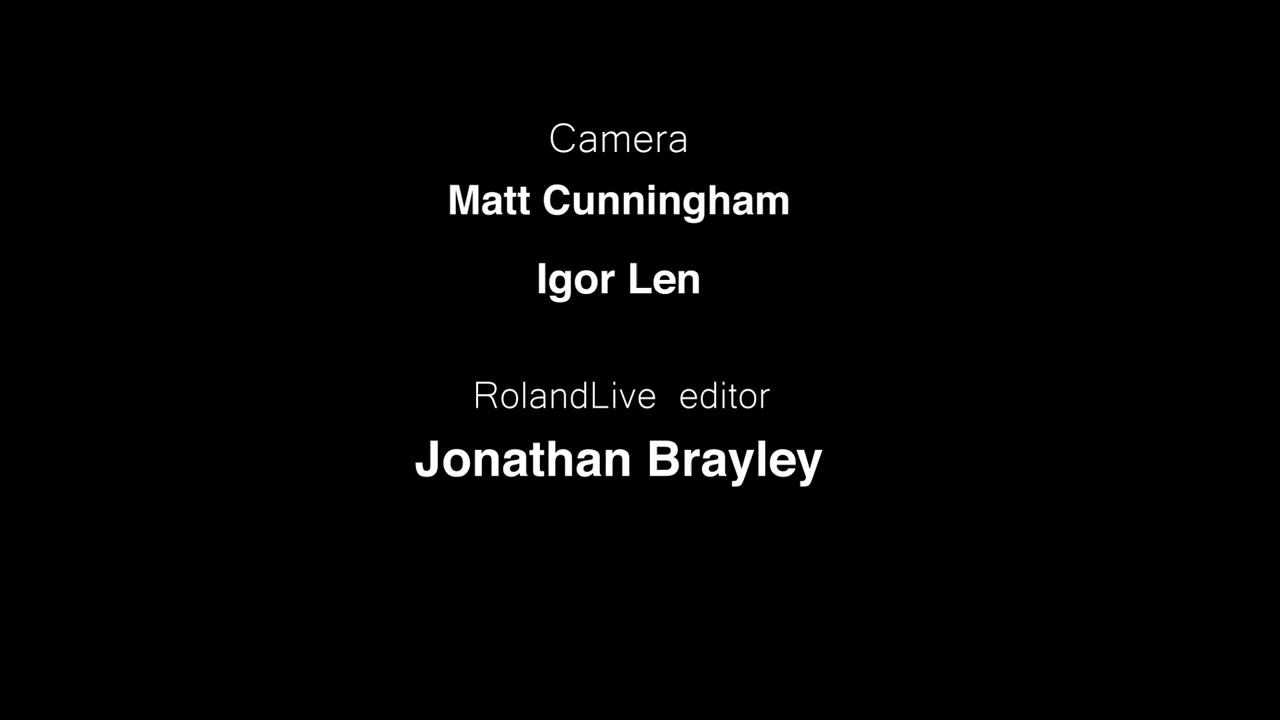 Camera
Matt Cunningham
Igor Len
RolandLive editor
Jonathan Brayley